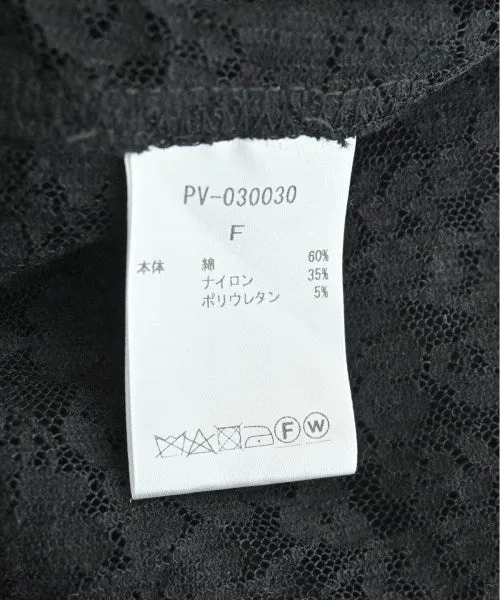 PV-030030
F
本体 綿 60%
ナイロン 35%
ポリウレタン 5%
F W